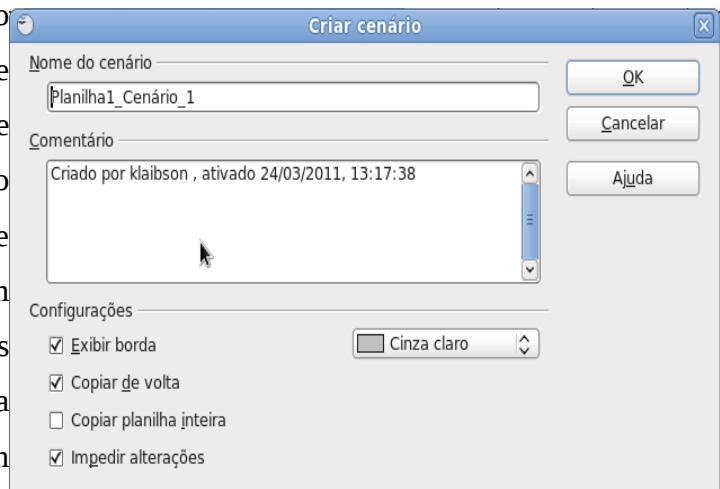 Criar cenário
Nome do cenário
Planilha1_Cenário_1
Comentário
Criado por klaibson , ativado 24/03/2011, 13:17:38
Configurações
Exibir borda
Cinza claro
Copiar de volta
Copiar planilha inteira
Impedir alterações
OK
Cancelar
Ajuda